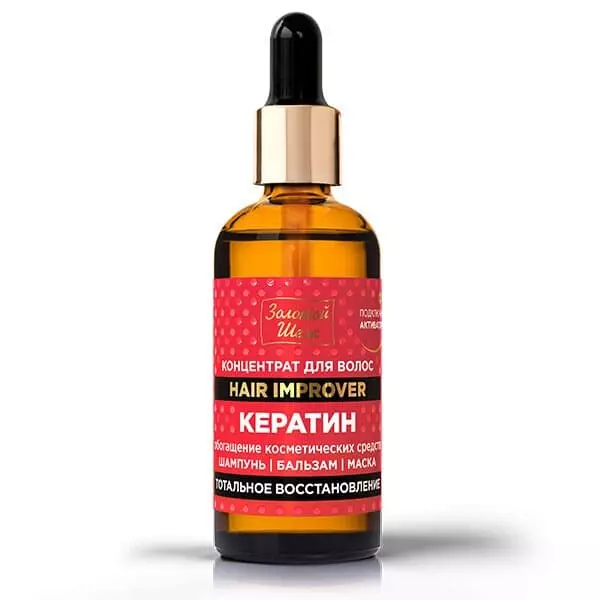 Золотой
Шелк
КОНЦЕНТРАТ ДЛЯ ВОЛОС
HAIR IMPROVER
КЕРАТИН
обогащение косметических средств
ШАМПУНЬ | БАЛЬЗАМ | МАСКА
ТОТАЛЬНОЕ ВОССТАНОВЛЕНИЕ